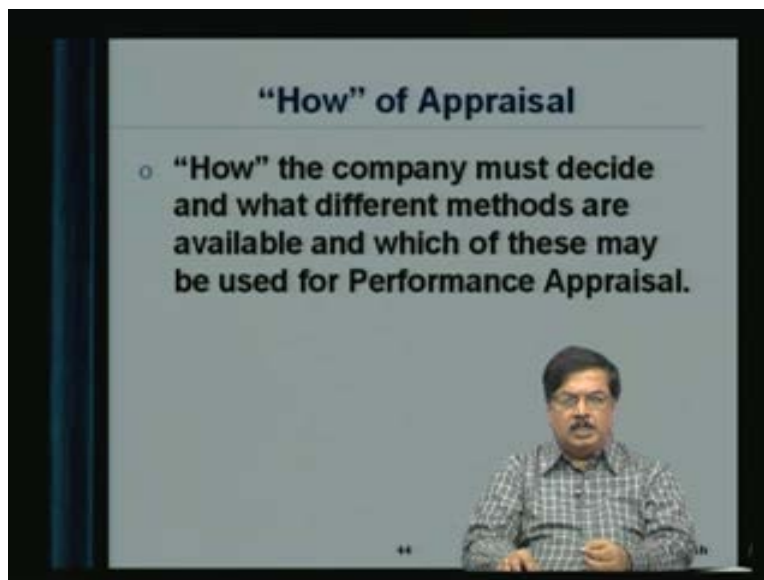 “How” of Appraisal
“How” the company must decide
and what different methods are
available and which of these may
be used for Performance Appraisal.
44